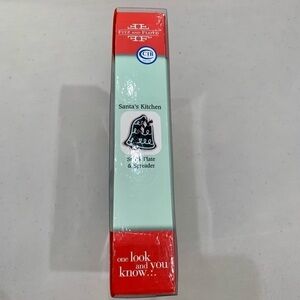 FITZ AND FLOYD
Santa's Kitchen
Snack Plate
& Spreader
one look
and you
know...